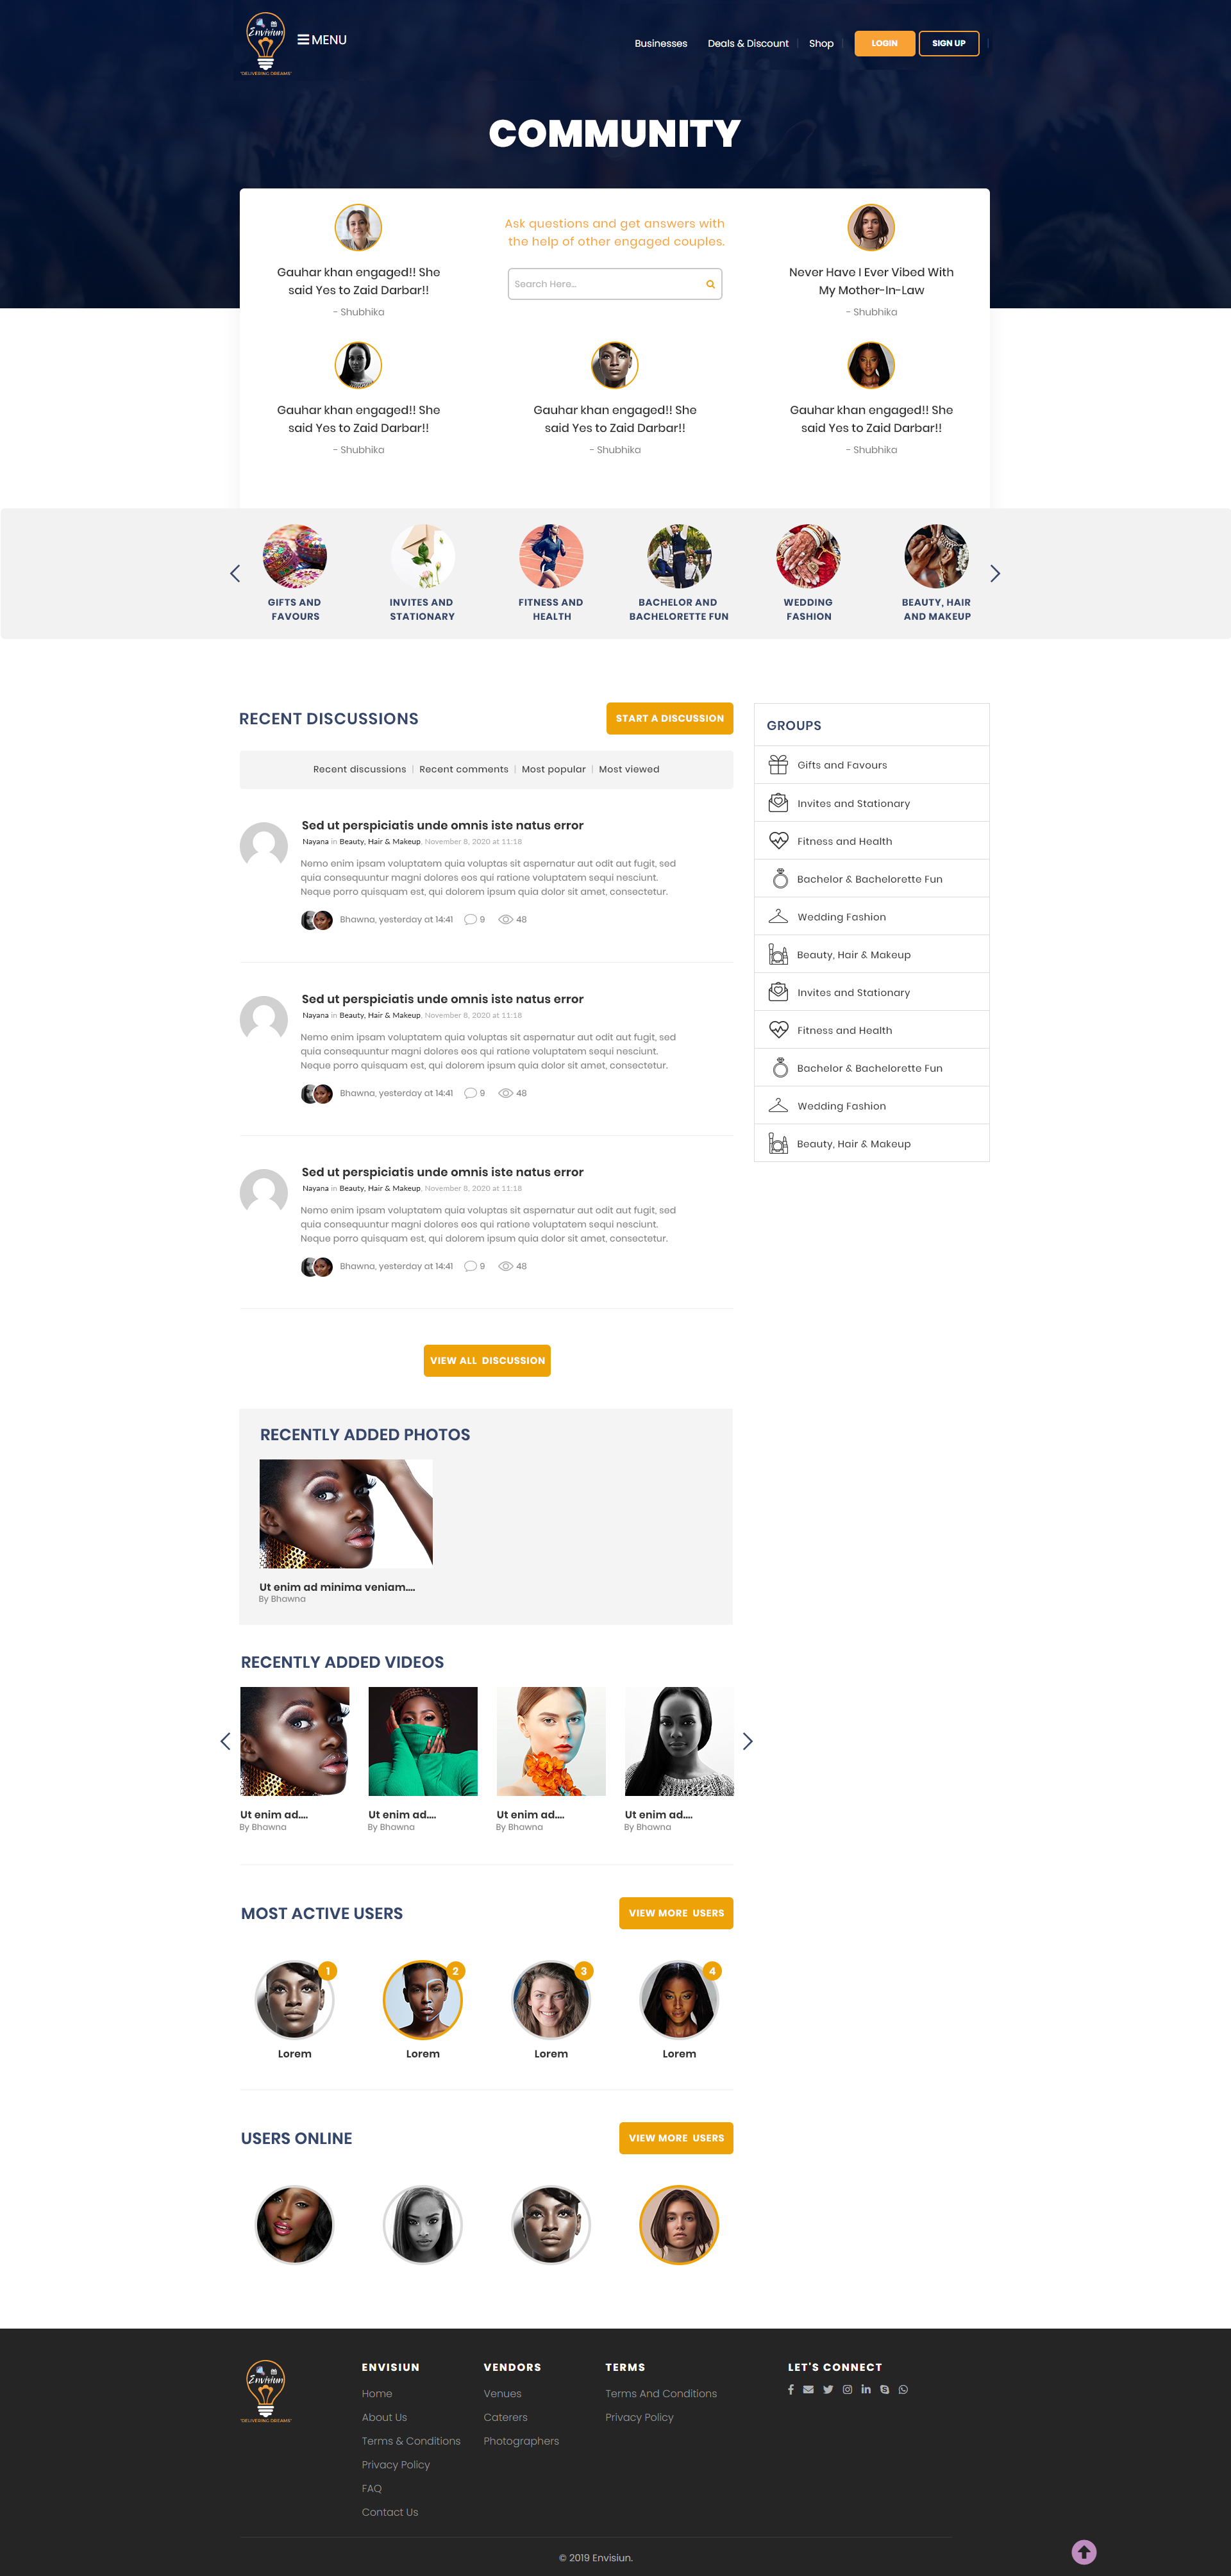 Envisiun
"DELIVERING DREAMS"
MENU
Businesses
Deals & Discount
Shop
LOGIN
SIGN UP
COMMUNITY
Gauhar khan engaged!! She
said Yes to Zaid Darbar!!
- Shubhika
Ask questions and get answers with
the help of other engaged couples.
Search Here...
Never Have I Ever Vibed With
My Mother-In-Law
- Shubhika
Gauhar khan engaged!! She
said Yes to Zaid Darbar!!
- Shubhika
Gauhar khan engaged!! She
said Yes to Zaid Darbar!!
- Shubhika
Gauhar khan engaged!! She
said Yes to Zaid Darbar!!
- Shubhika
GIFTS AND
FAVOURS
INVITES AND
STATIONARY
FITNESS AND
HEALTH
BACHELOR AND
BACHELORETTE FUN
WEDDING
FASHION
BEAUTY, HAIR
AND MAKEUP
RECENT DISCUSSIONS
START A DISCUSSION
Recent discussions | Recent comments | Most popular | Most viewed
Sed ut perspiciatis unde omnis iste natus error
Nayana in Beauty, Hair & Makeup, November 8, 2020 at 11:18
Nemo enim ipsam voluptatem quia voluptas sit aspernatur aut odit aut fugit, sed
quia consequuntur magni dolores eos qui ratione voluptatem sequi nesciunt.
Neque porro quisquam est, qui dolorem ipsum quia dolor sit amet, consectetur.
Bhawna, yesterday at 14:41 9 48
Sed ut perspiciatis unde omnis iste natus error
Nayana in Beauty, Hair & Makeup, November 8, 2020 at 11:18
Nemo enim ipsam voluptatem quia voluptas sit aspernatur aut odit aut fugit, sed
quia consequuntur magni dolores eos qui ratione voluptatem sequi nesciunt.
Neque porro quisquam est, qui dolorem ipsum quia dolor sit amet, consectetur.
Bhawna, yesterday at 14:41 9 48
Sed ut perspiciatis unde omnis iste natus error
Nayana in Beauty, Hair & Makeup, November 8, 2020 at 11:18
Nemo enim ipsam voluptatem quia voluptas sit aspernatur aut odit aut fugit, sed
quia consequuntur magni dolores eos qui ratione voluptatem sequi nesciunt.
Neque porro quisquam est, qui dolorem ipsum quia dolor sit amet, consectetur.
Bhawna, yesterday at 14:41 9 48
VIEW ALL DISCUSSION
GROUPS
Gifts and Favours
Invites and Stationary
Fitness and Health
Bachelor & Bachelorette Fun
Wedding Fashion
Beauty, Hair & Makeup
Invites and Stationary
Fitness and Health
Bachelor & Bachelorette Fun
Wedding Fashion
Beauty, Hair & Makeup
RECENTLY ADDED PHOTOS
Ut enim ad minima veniam....
By Bhawna
RECENTLY ADDED VIDEOS
Ut enim ad....
By Bhawna
Ut enim ad....
By Bhawna
Ut enim ad....
By Bhawna
Ut enim ad....
By Bhawna
MOST ACTIVE USERS
VIEW MORE USERS
1
Lorem
2
Lorem
3
Lorem
4
Lorem
USERS ONLINE
VIEW MORE USERS
Envisiun
"DELIVERING DREAMS"
ENVISIUN
Home
About Us
Terms & Conditions
Privacy Policy
FAQ
Contact Us
VENDORS
Venues
Caterers
Photographers
TERMS
Terms And Conditions
Privacy Policy
LET'S CONNECT
© 2019 Envisiun.